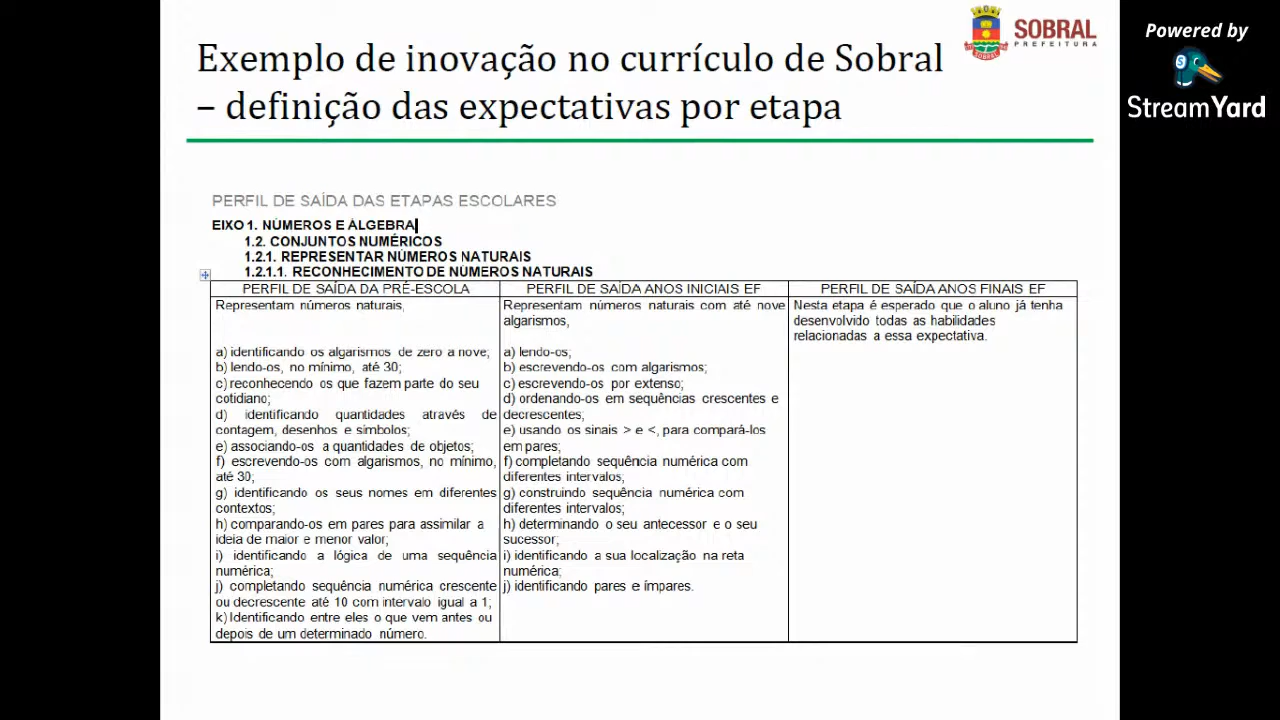 Exemplo de inovação no currículo de Sobral
– definição das expectativas por etapa
SOBRAL
PREFEITURA
SOBRAL
Powered by
S
StreamYard
PERFIL DE SAÍDA DAS ETAPAS ESCOLARES
EIXO 1. NÚMEROS E ÁLGEBRA
1.2. CONJUNTOS NUMÉRICOS
1.2.1. REPRESENTAR NÚMEROS NATURAIS
1.2.1.1. RECONHECIMENTO DE NÚMEROS NATURAIS
PERFIL DE SAÍDA DA PRÉ-ESCOLA
Representam números naturais,
a) identificando os algarismos de zero a nove;
b) lendo-os, no mínimo, até 30;
c) reconhecendo os que fazem parte do seu
cotidiano;
d) identificando quantidades através de
contagem, desenhos e símbolos;
e) associando-os a quantidades de objetos;
f) escrevendo-os com algarismos, no mínimo,
até 30;
g) identificando os seus nomes em diferentes
contextos;
h) comparando-os em pares para assimilar a
ideia de maior e menor valor;
i) identificando a lógica de uma sequência
numérica;
j) completando sequência numérica crescente
ou decrescente até 10 com intervalo igual a 1;
k) Identificando entre eles o que vem antes ou
depois de um determinado número.
PERFIL DE SAÍDA ANOS INICIAIS EF
Representam números naturais com até nove
algarismos,
a) lendo-os;
b) escrevendo-os com algarismos;
c) escrevendo-os por extenso;
d) ordenando-os em sequências crescentes e
decrescentes;
e) usando os sinais > e <, para compará-los
em pares;
f) completando sequência numérica com
diferentes intervalos;
g) construindo sequência numérica com
diferentes intervalos;
h) determinando o seu antecessor e o seu
sucessor;
i) identificando a sua localização na reta
numérica;
j) identificando pares e ímpares.
PERFIL DE SAÍDA ANOS FINAIS EF
Nesta etapa é esperado que o aluno já tenha
desenvolvido todas as habilidades
relacionadas a essa expectativa.